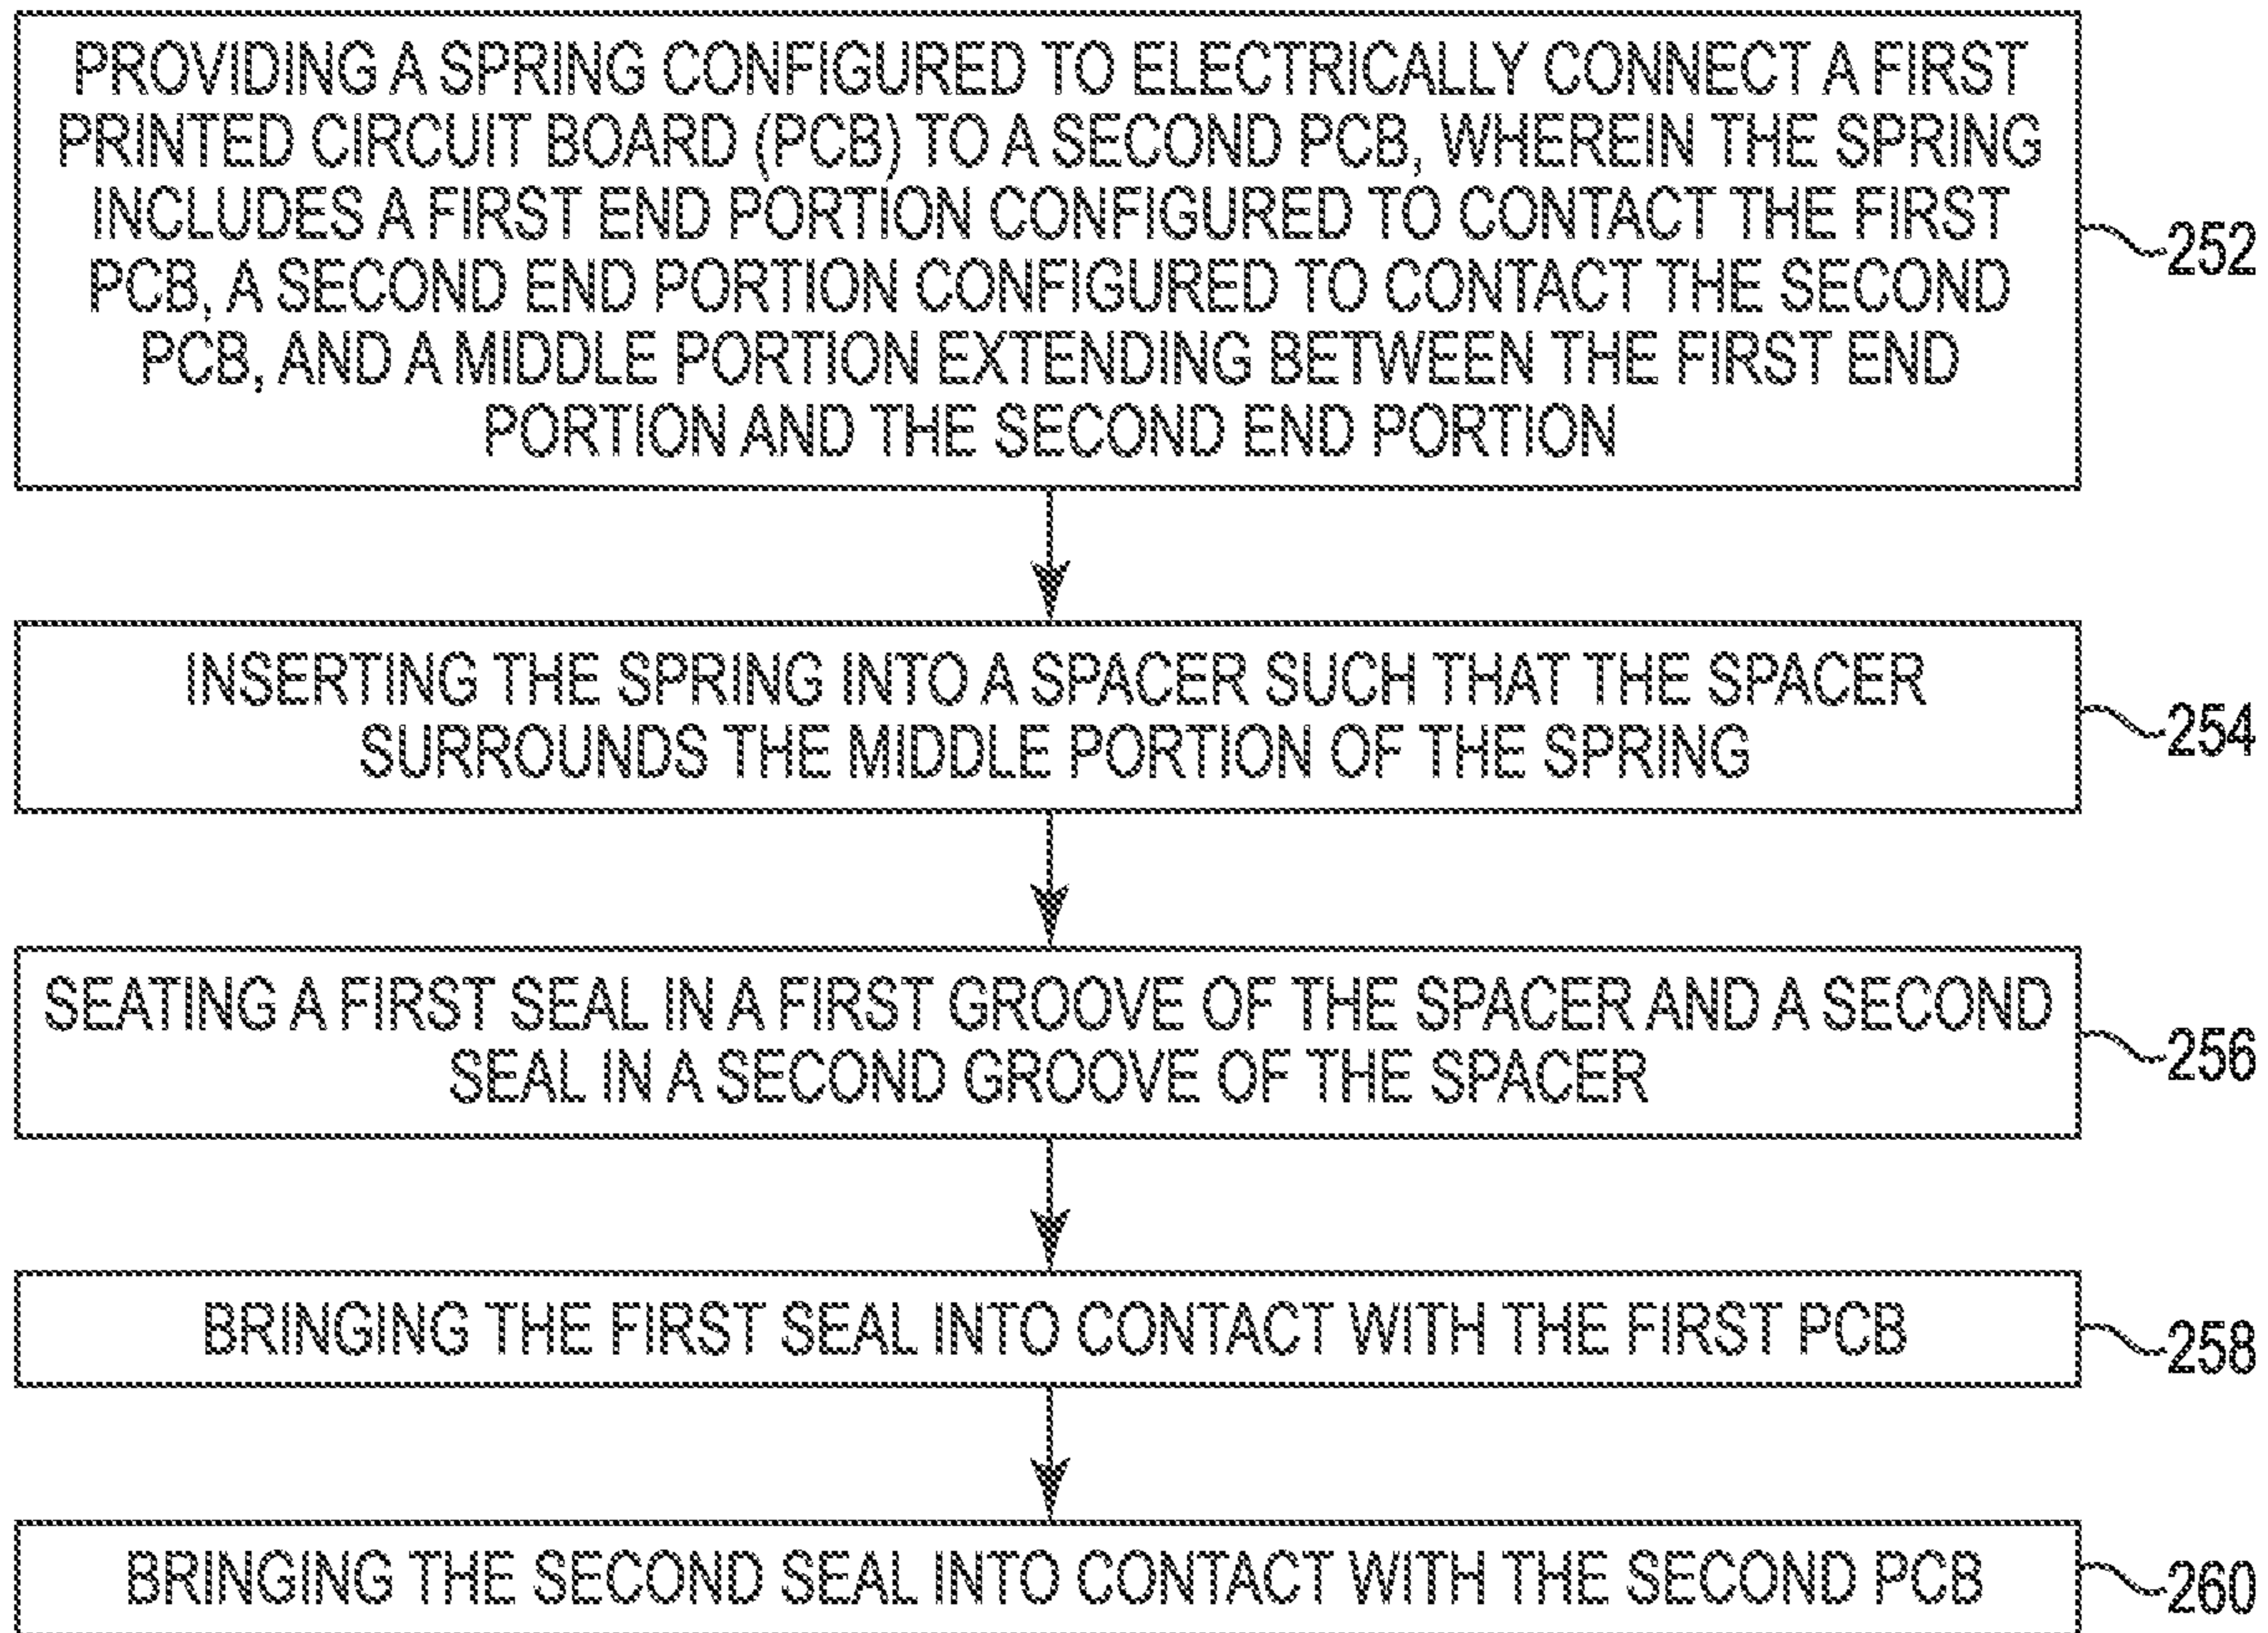 PROVIDING A SPRING CONFIGURED TO ELECTRICALLY CONNECT A FIRST
PRINTED CIRCUIT BOARD (PCB) TO A SECOND PCB, WHEREIN THE SPRING
INCLUDES A FIRST END PORTION CONFIGURED TO CONTACT THE FIRST
PCB, A SECOND END PORTION CONFIGURED TO CONTACT THE SECOND
PCB, AND A MIDDLE PORTION EXTENDING BETWEEN THE FIRST END
PORTION AND THE SECOND END PORTION
252
INSERTING THE SPRING INTO A SPACER SUCH THAT THE SPACER
SURROUNDS THE MIDDLE PORTION OF THE SPRING
254
SEATING A FIRST SEAL IN A FIRST GROOVE OF THE SPACER AND A SECOND
SEAL IN A SECOND GROOVE OF THE SPACER
256
BRINGING THE FIRST SEAL INTO CONTACT WITH THE FIRST PCB
258
BRINGING THE SECOND SEAL INTO CONTACT WITH THE SECOND PCB
260